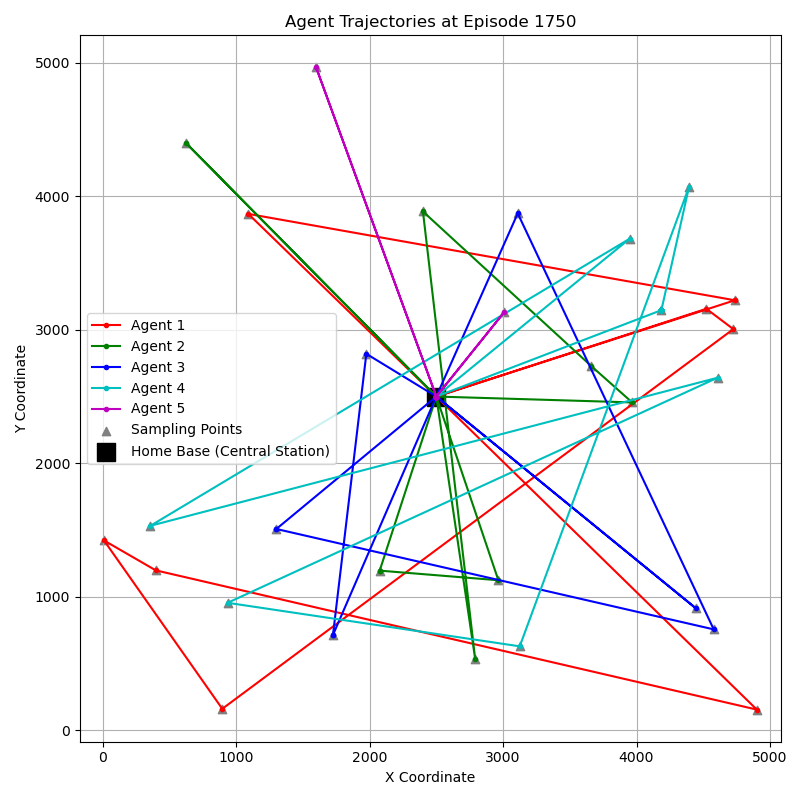 Agent Trajectories at Episode 1750
Y Coordinate
5000
4000
3000
2000
1000
0
Agent 1
Agent 2
Agent 3
Agent 4
Agent 5
Sampling Points
Home Base (Central Station)
0 1000 2000 3000 4000 5000
X Coordinate